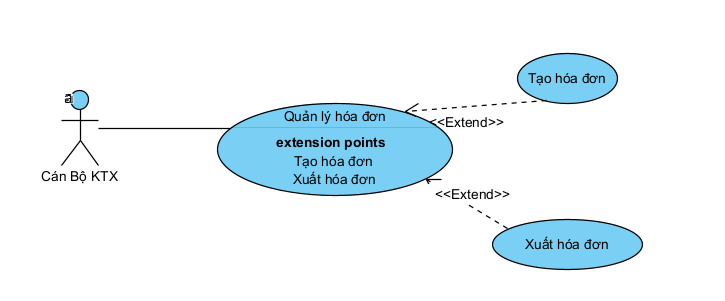 Tạo hóa đơn
Quản lý hóa đơn
<<Extend>>
extension points
Tạo hóa đơn
Xuất hóa đơn
Cán Bộ KTX
<<Extend>>
Xuất hóa đơn